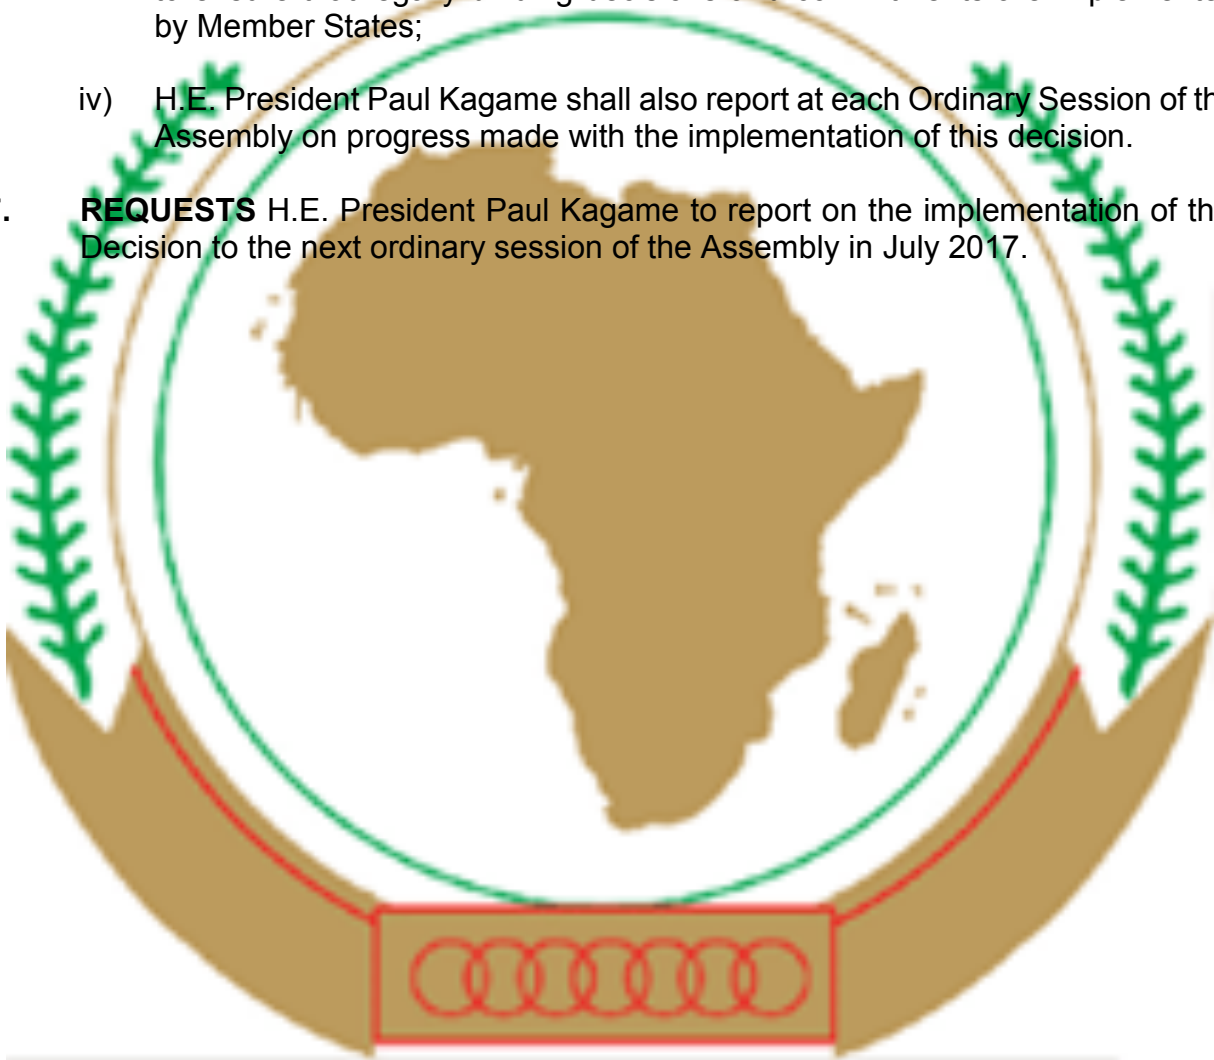 by Member States;
iv) H.E. President Paul Kagame shall also report at each Ordinary Session of
Assembly on progress made with the implementation of this decision.
REQUESTS H.E. President Paul Kagame to report on the implementation of
Decision to the next ordinary session of the Assembly in July 2017.